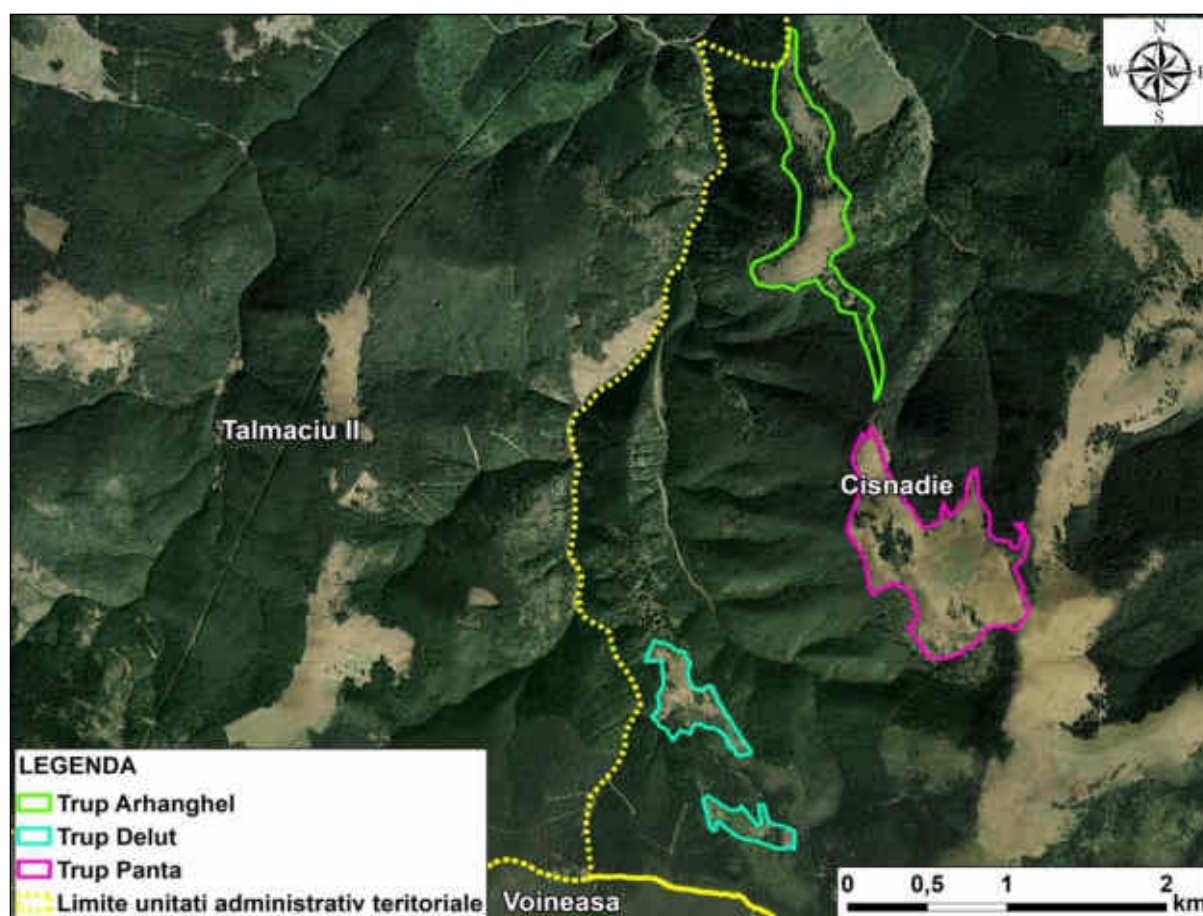 N
W E
S
Talmaciu II
Cisnadie
LEGENDA
Trup Arhanghel
Trup Delut
Trup Panta
Limite unitati administrativ teritoriale
Voineasa
0 0,5 1 2
km